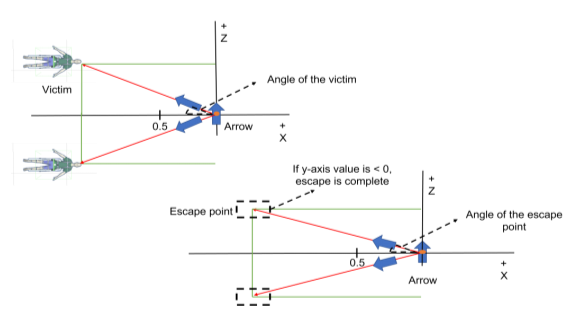 +
Z
Angle of the victim
Victim
0.5
Arrow
+
X
If y-axis value is < 0,
escape is complete
+
Z
Escape point
Angle of the escape
point
0.5
+
X
Arrow